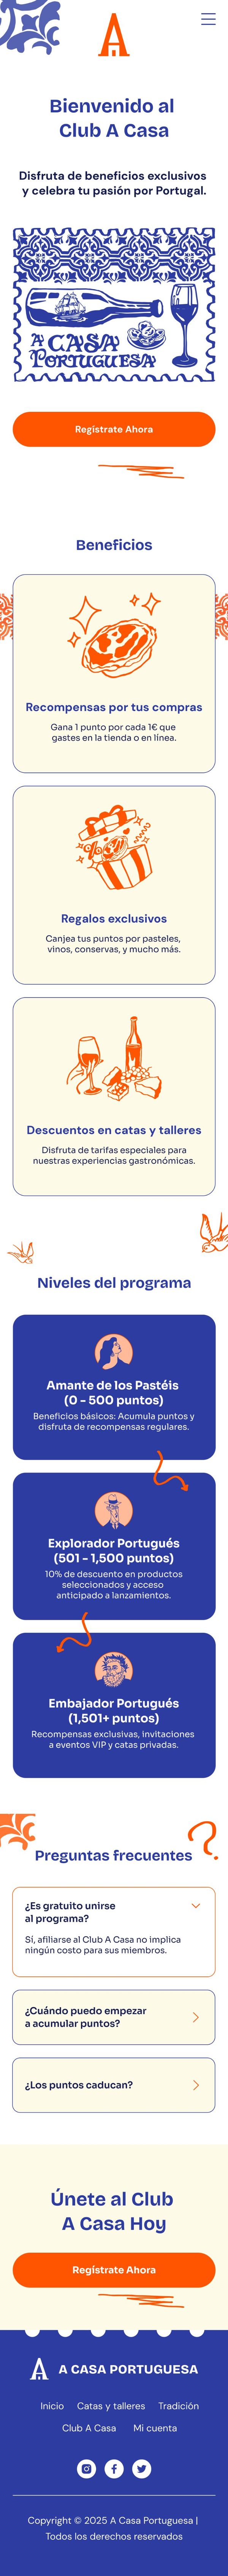 A
Bienvenido al
Club A Casa
Disfruta de beneficios exclusivos
y celebra tu pasión por Portugal.
A CASA
PORTUGUESA
Regístrate Ahora
Beneficios
Recompensas por tus compras
Gana 1 punto por cada 1€ que
gastes en la tienda o en línea.
Regalos exclusivos
Canjea tus puntos por pasteles,
vinos, conservas, y mucho más.
Descuentos en catas y talleres
Disfruta de tarifas especiales para
nuestras experiencias gastronómicas.
Niveles del programa
Amante de los Pastéis
(0 - 500 puntos)
Beneficios básicos: Acumula puntos y
disfruta de recompensas regulares.
Explorador Portugués
(501 - 1,500 puntos)
10% de descuento en productos
seleccionados y acceso
anticipado a lanzamientos.
Embajador Portugués
(1,501+ puntos)
Recompensas exclusivas, invitaciones
a eventos VIP y catas privadas.
?
Preguntas frecuentes
¿Es gratuito unirse
al programa?
Sí, afiliarse al Club A Casa no implica
ningún costo para sus miembros.
¿Cuándo puedo empezar
a acumular puntos?
¿Los puntos caducan?
Únete al Club
A Casa Hoy
Regístrate Ahora
A A CASA PORTUGUESA
Inicio Catas y talleres Tradición
Club A Casa Mi cuenta
Copyright © 2025 A Casa Portuguesa |
Todos los derechos reservados